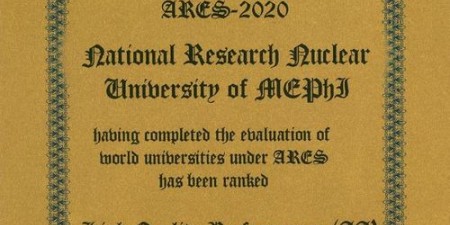 ARES-2020
National Research Nuclear
University of MEPhI
having completed the evaluation of
world universities under ARES
has been ranked